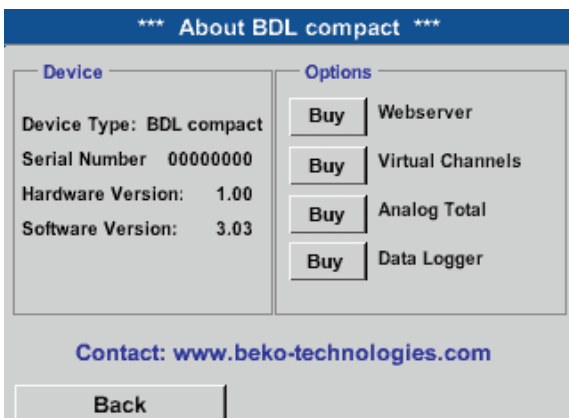 *** About BDL compact ***
Device
Device Type: BDL compact
Serial Number 00000000
Hardware Version: 1.00
Software Version: 3.03
Options
Buy Webserver
Buy Virtual Channels
Buy Analog Total
Buy Data Logger
Contact: www.beko-technologies.com
Back